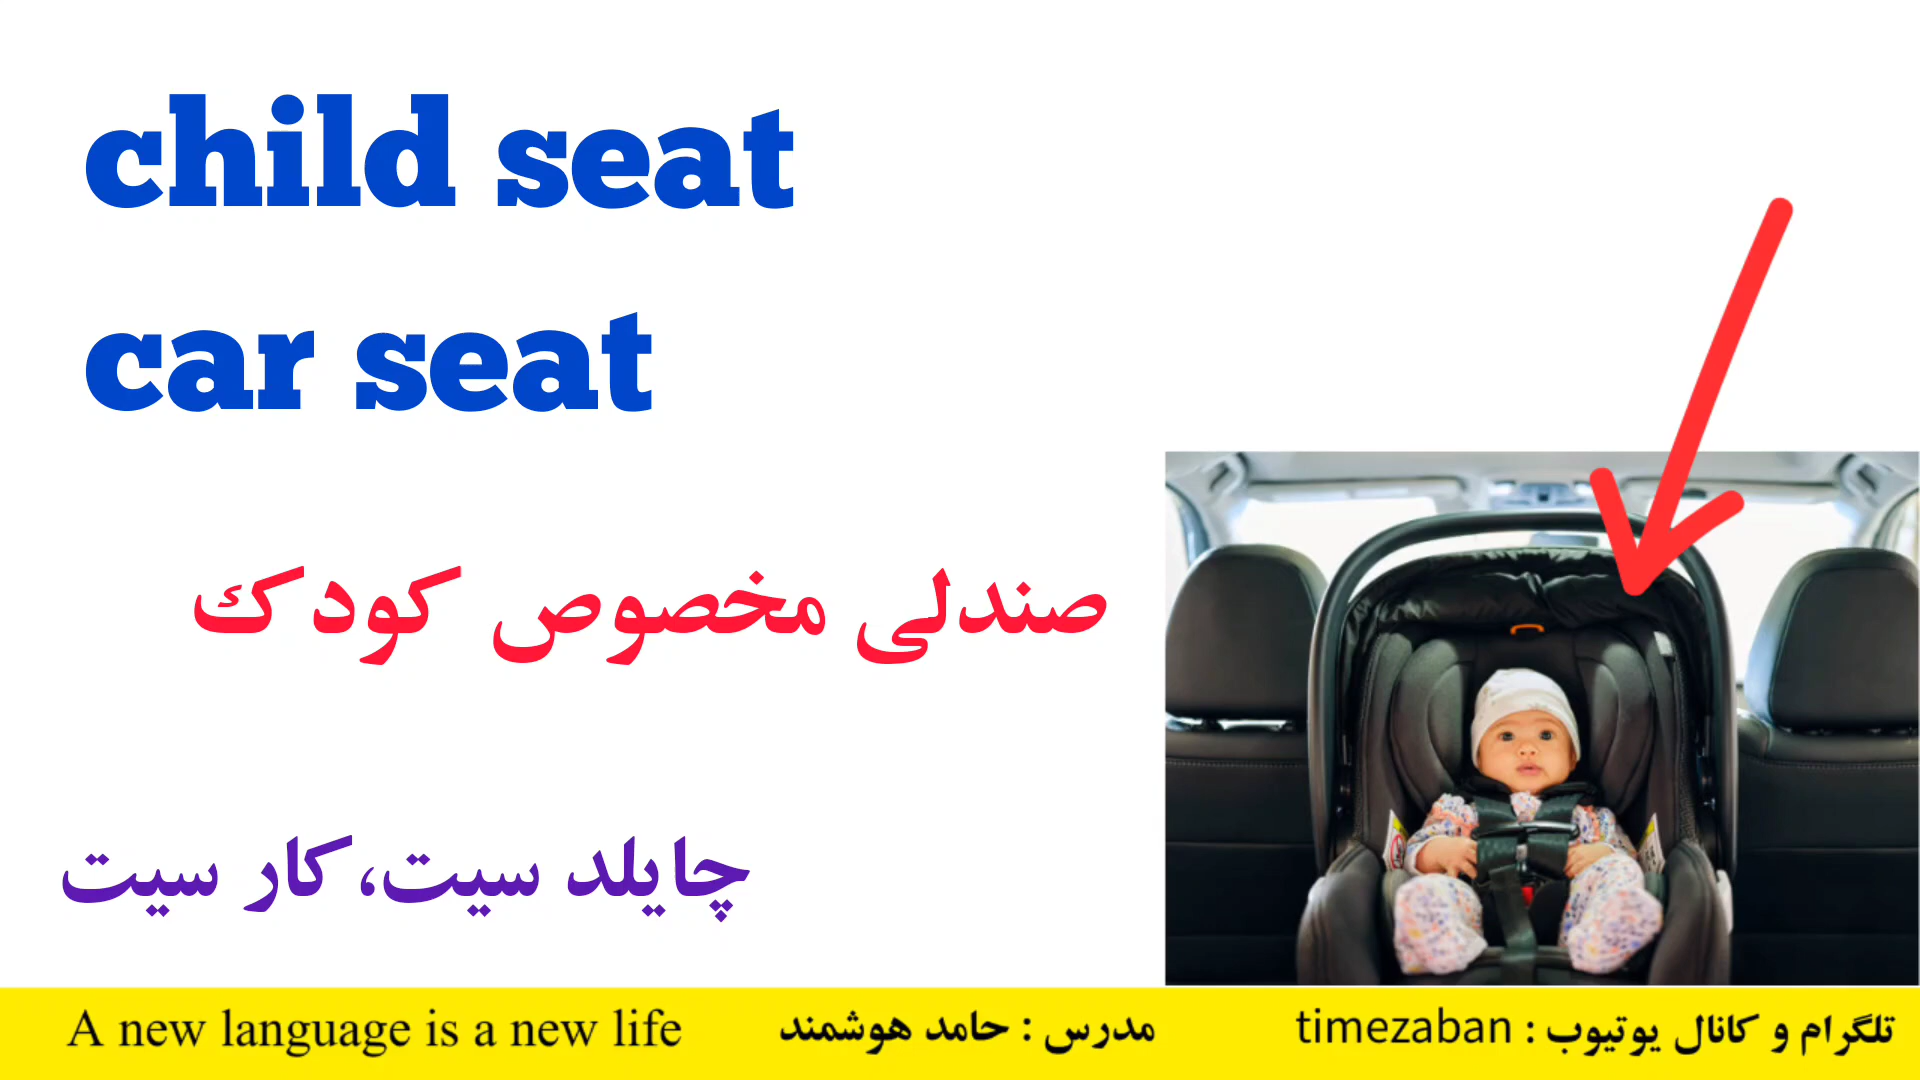 child seat
car seat
صندلی مخصوص کودک
چایلد سیت، کار سیت
A new language is a new life
مدرس : حامد هوشمند
تلگرام و کانال یوتیوب : timezaban